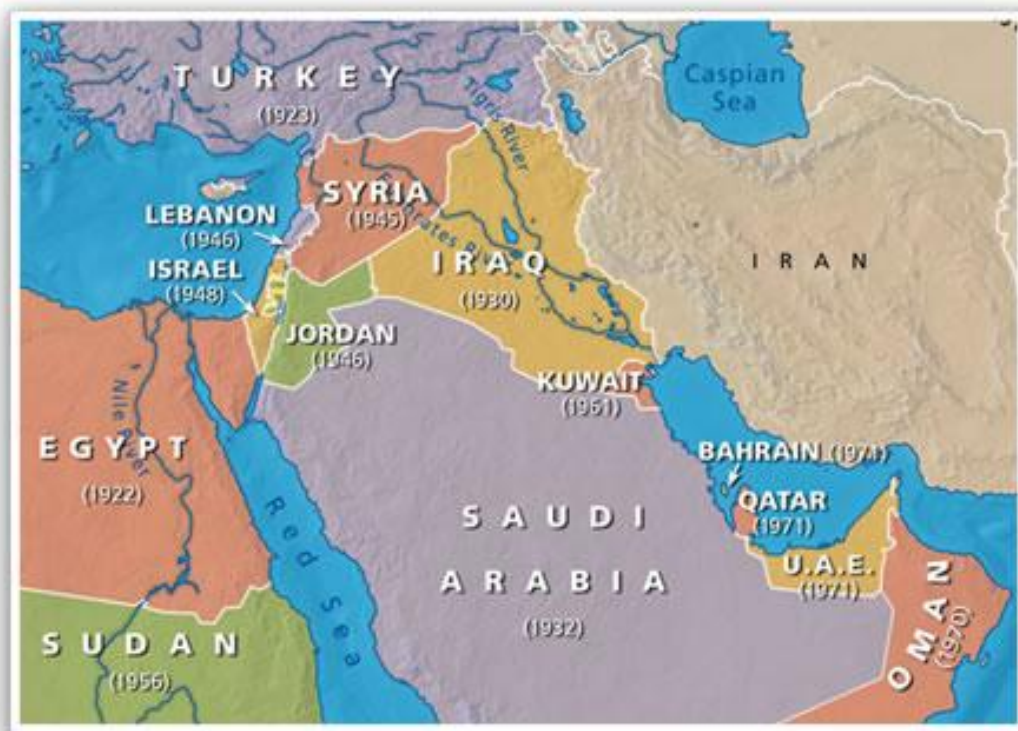 Caspian
Sea
TURKEY
(1923)
Tigris River
SYRIA
(1945)
Euphrates River
LEBANON
(1946)
ISRAEL
(1948)
IRAQ
(1930)
IRAN
JORDAN
(1946)
KUWAIT
(1961)
Nile River
EGYPT
(1922)
BAHRAIN (1971)
QATAR
(1971)
SAUDI
ARABIA
(1932)
Red Sea
U.A.E.
(1971)
OMAN
(1970)
SUDAN
(1956)